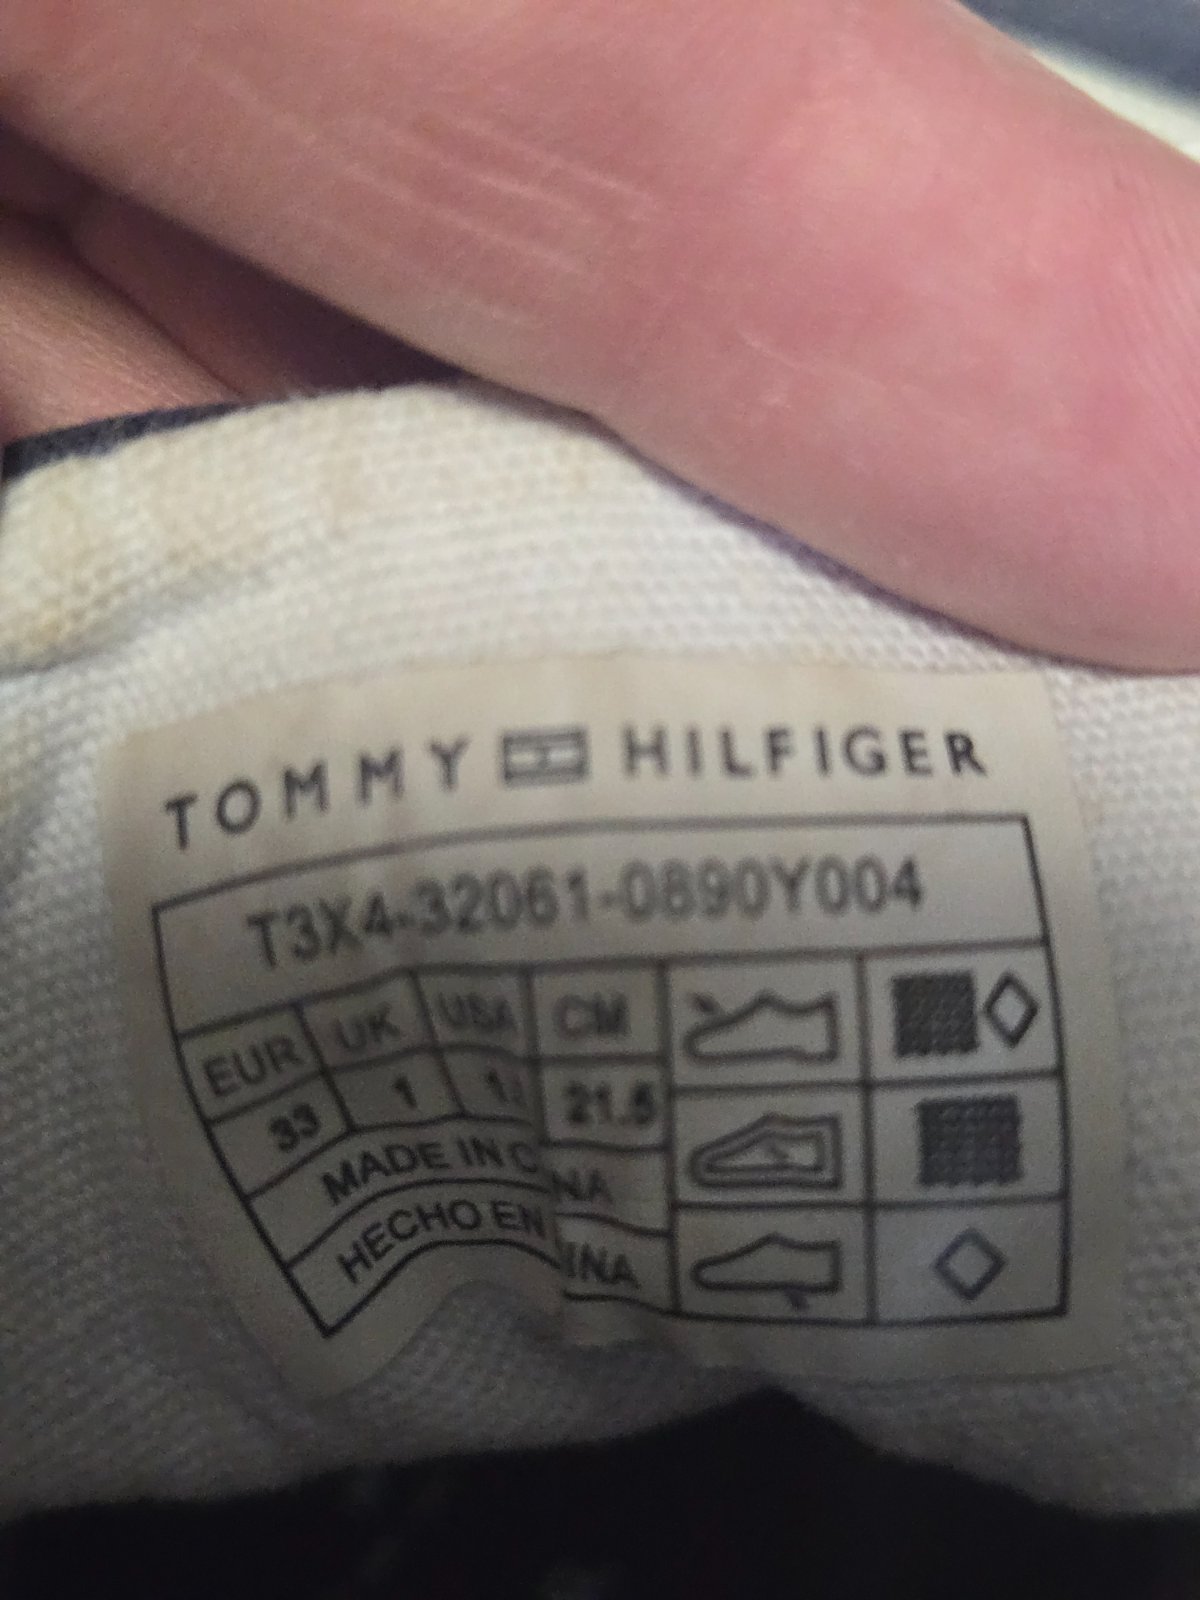 TOMMY HILFIGER
T3X4-32061-0890Y004
EUR UK USA CM
33 1 21.5
MADE IN C NA
HECHO EN INA